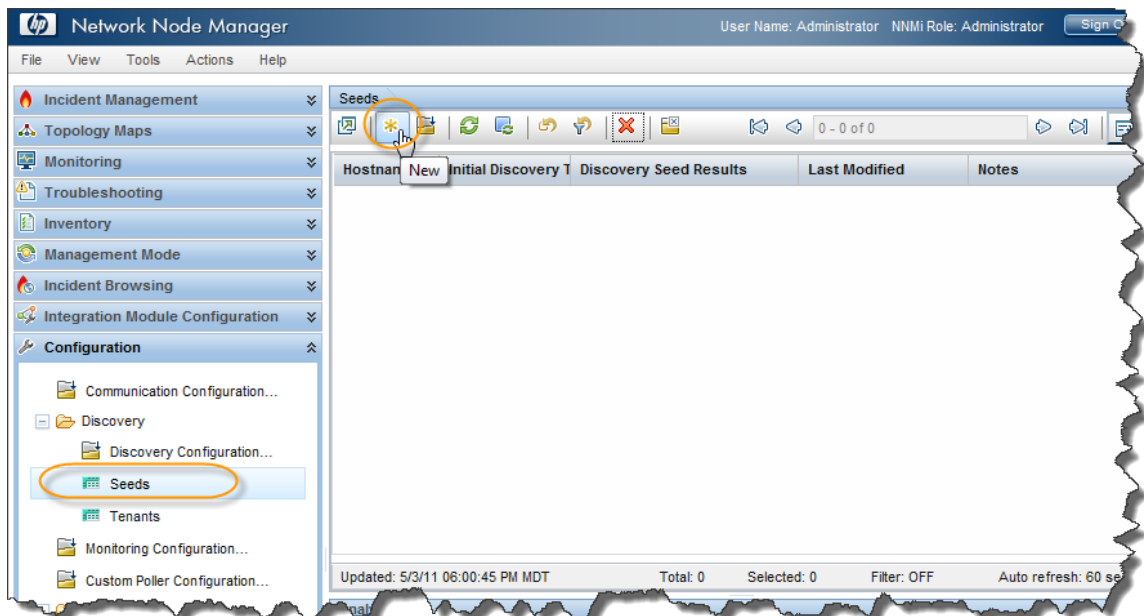 hp Network Node Manager User Name: Administrator NNMi Role: Administrator Sign
File View Tools Actions Help
Incident Management
Topology Maps
Monitoring
Troubleshooting
Inventory
Management Mode
Incident Browsing
Integration Module Configuration
Configuration
Communication Configuration...
Discovery
Discovery Configuration...
Seeds
Tenants
Monitoring Configuration...
Custom Poller Configuration...
Seeds
0 - 0 of 0
New
Hostnam Initial Discovery T Discovery Seed Results Last Modified Notes
Updated: 5/3/11 06:00:45 PM MDT Total: 0 Selected: 0 Filter: OFF Auto refresh: 60 se